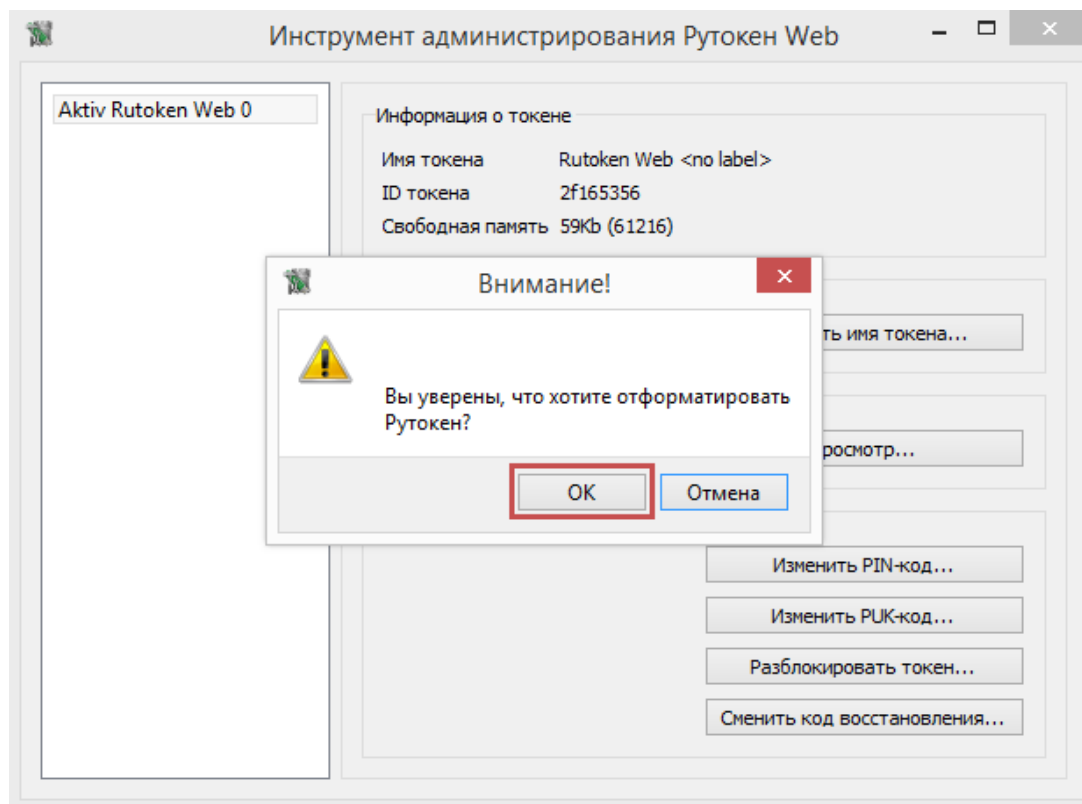 Инструмент администрирования Рутокен Web
Aktiv Rutoken Web 0
Информация о токене
Имя токена Rutoken Web <no label>
ID токена 2f165356
Свободная память 59Kb (61216)
Внимание!
ть имя токена...
Вы уверены, что хотите отформатировать
Рутокен?
росмотр...
ОК
Отмена
Изменить PIN-код...
Изменить PUK-код...
Разблокировать токен...
Сменить код восстановления...